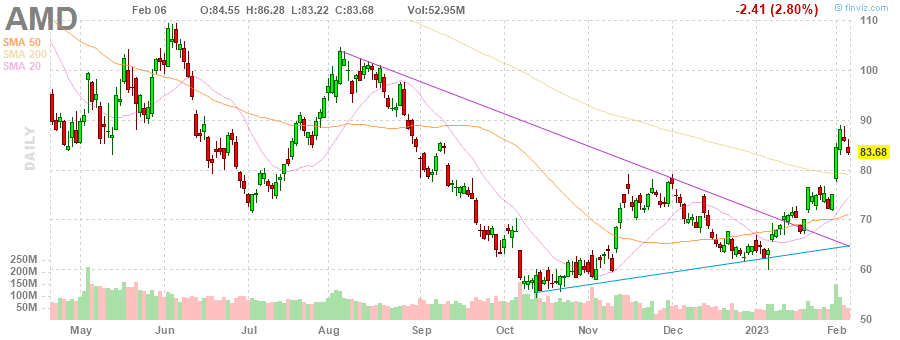 AMD Feb 06 O:84.55 H:86.28 L:83.22 C:83.68 Vol:52.95M -2.41 (2.80%) © finviz.com
SMA 50
SMA 200
SMA 20
DAILY
110
100
90
83.68
80
70
60
50
250M
200M
150M
100M
50M
May Jun Jul Aug Sep Oct Nov Dec 2023 Feb